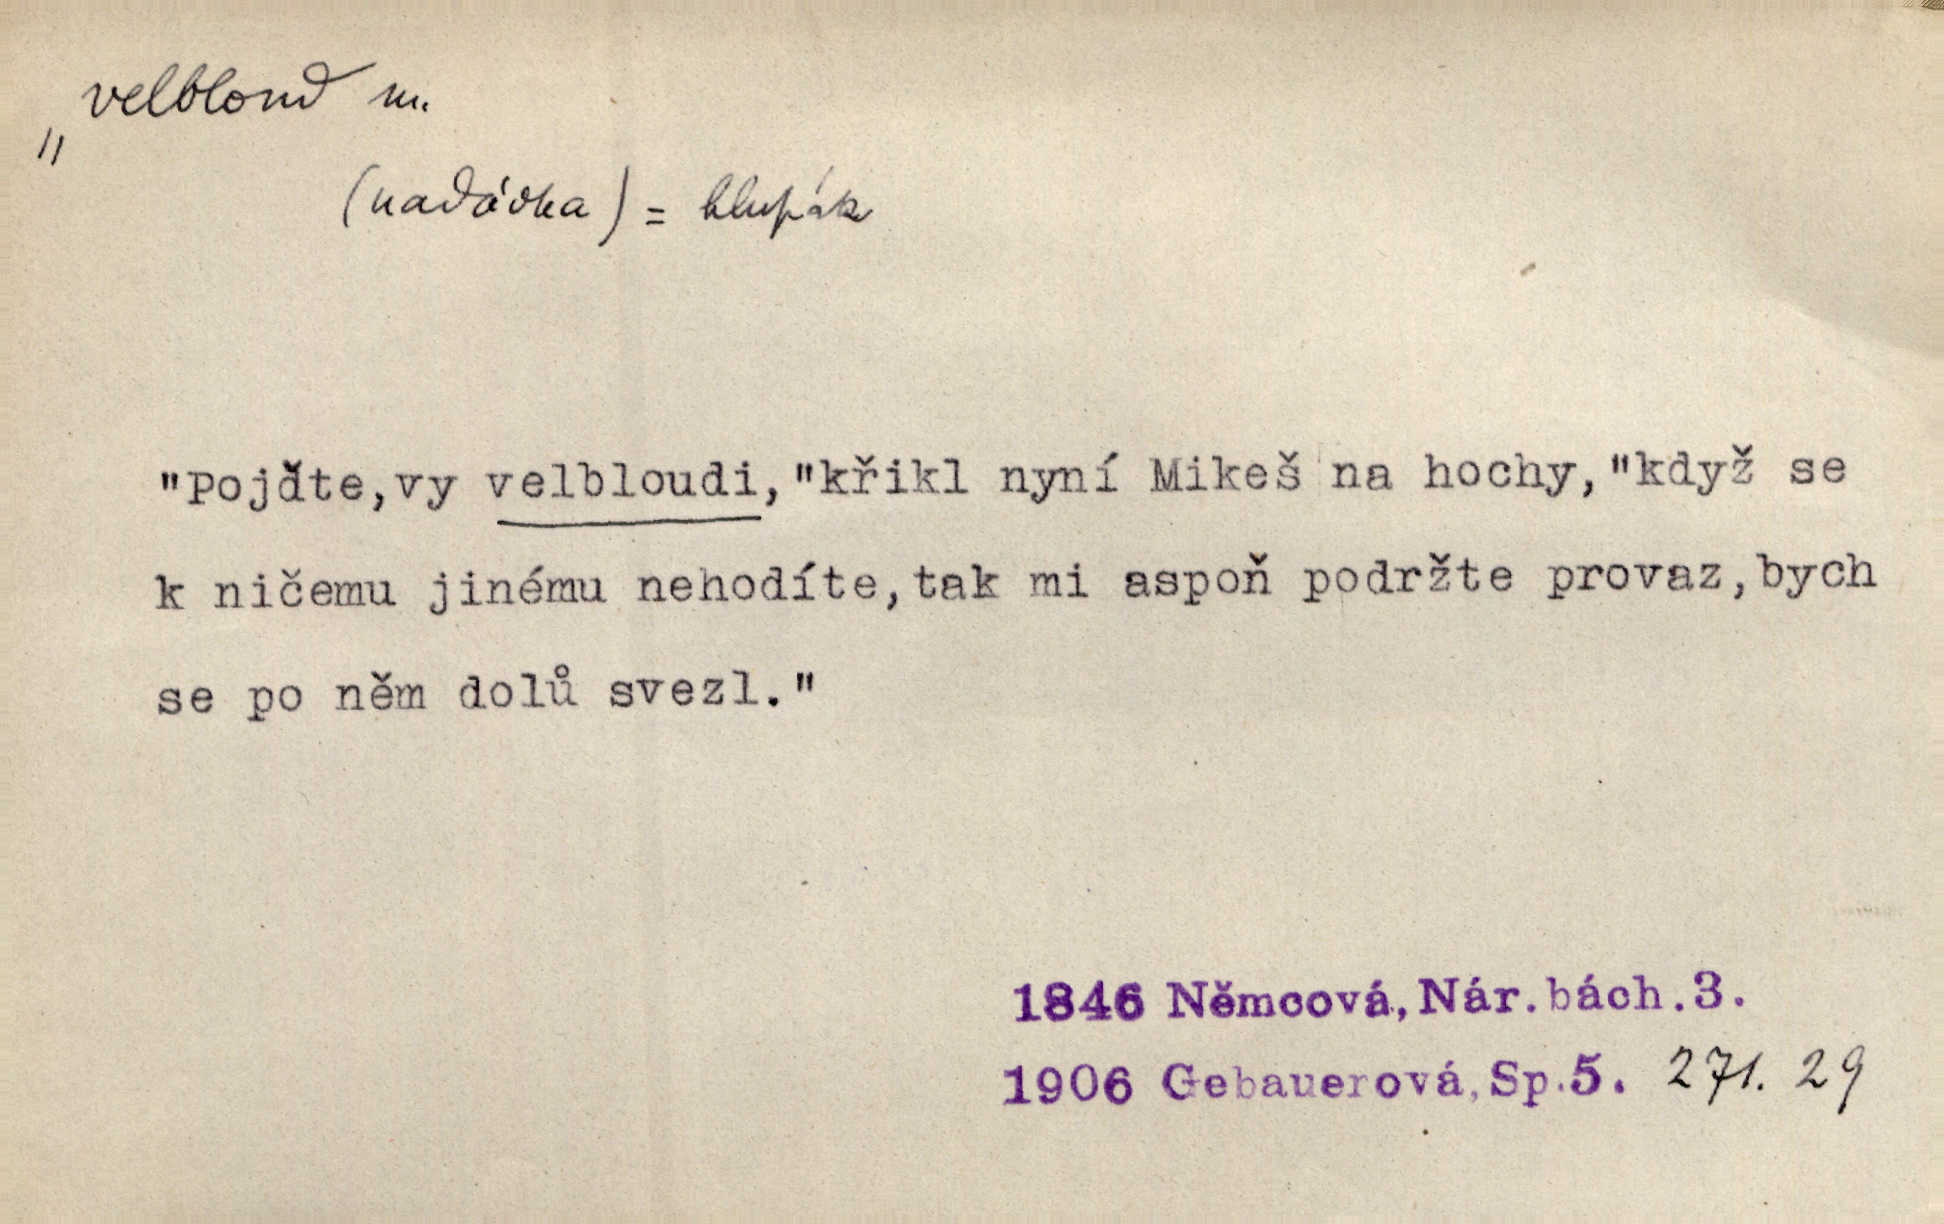 velbloud m.
"
(nadávka) = hlupák
"Pojďte,vy velbloudi,"křikl nyní Mikeš na hochy,"když se
k ničemu jinému nehodíte,tak mi aspoň podržte provaz,bych
se po něm dolů svezl."
1846 Němcová,Nár.bách.3.
1906 Gebauerová,Sp.5. 271. 29